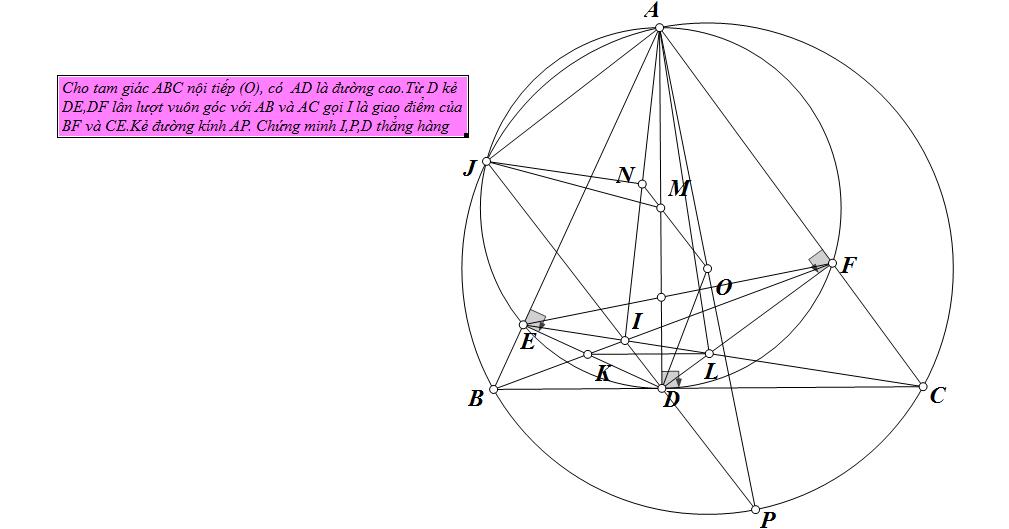 A
Cho tam giác ABC nội tiếp (O), có AD là đường cao.Từ D kẻ
DE,DF lần lượt vuông góc với AB và AC gọi I là giao điểm của
BF và CE.Kẻ đường kính AP. Chứng minh I,P,D thẳng hàng
J
N
M
F
O
E
I
K
L
B
D
C
P